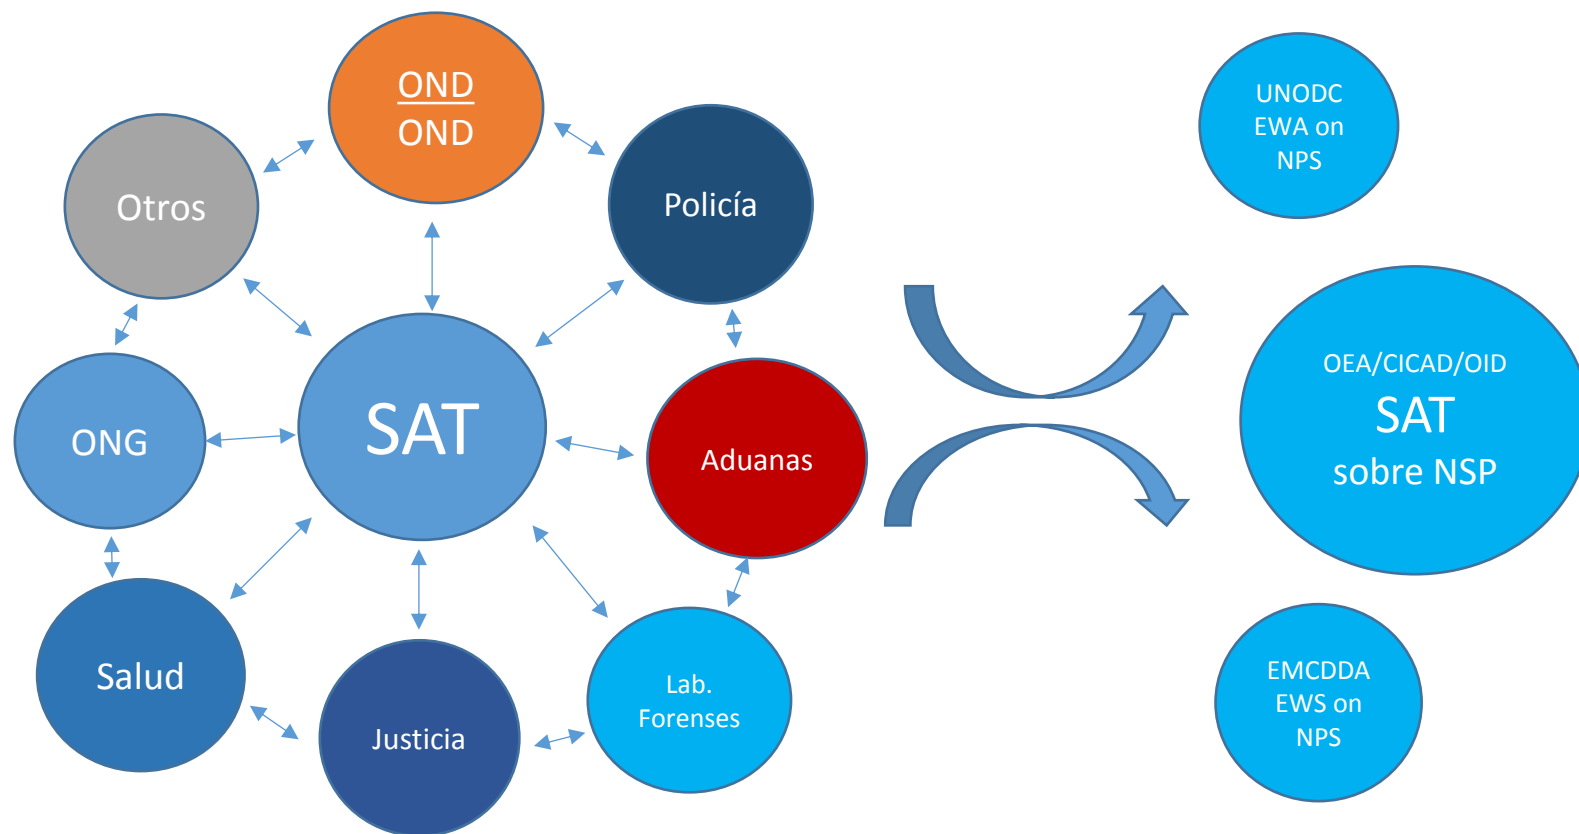 OND
OND
Otros
Policía
SAT
ONG
Aduanas
Salud
Justicia
Lab.
Forenses
UNODC
EWA on
NPS
OEA/CICAD/OID
SAT
sobre NSP
EMCDDA
EWS on
NPS